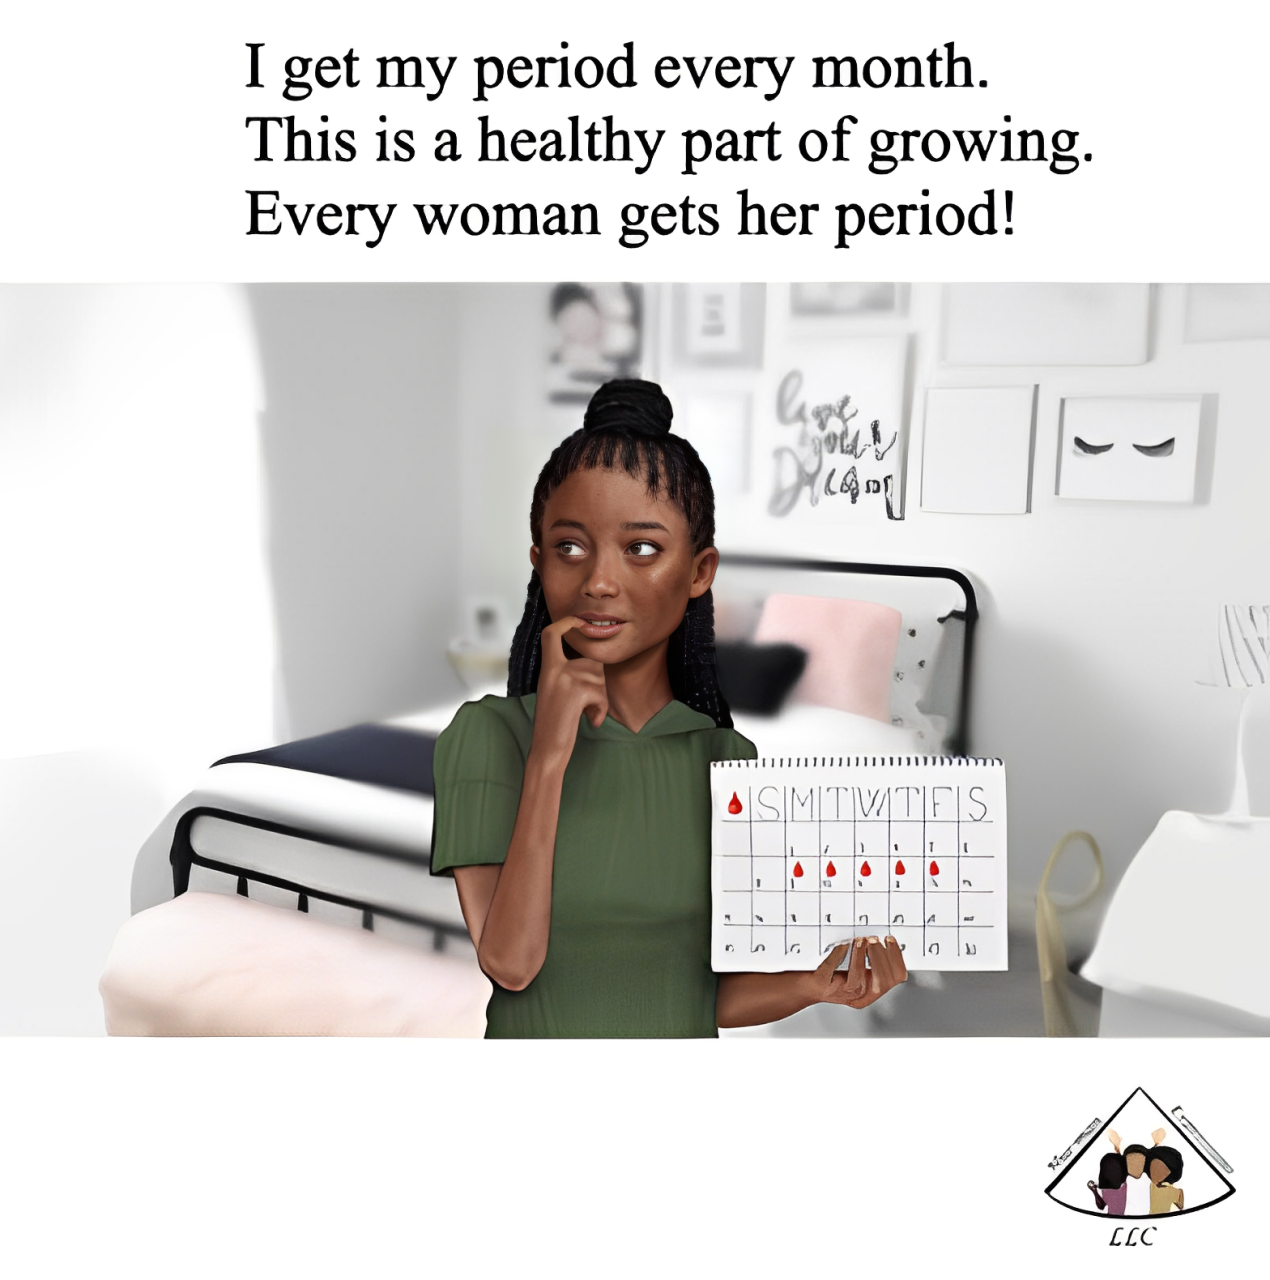 I get my period every month.
This is a healthy part of growing.
Every woman gets her period!
S M T W T F S
LLC